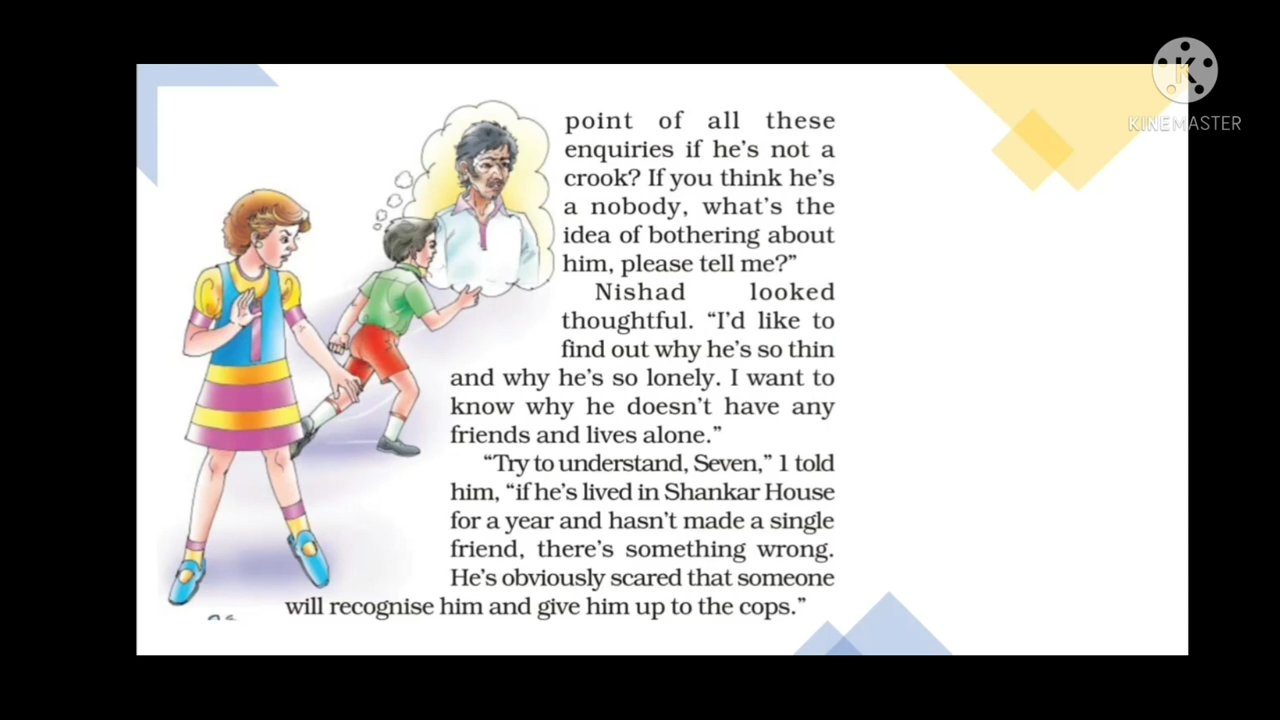 KINEMASTER
point of all these
enquiries if he's not a
crook? If you think he's
a nobody, what's the
idea of bothering about
him, please tell me?”
Nishad looked
thoughtful. “I'd like to
find out why he's so thin
and why he's so lonely. I want to
know why he doesn't have any
friends and lives alone.”
“Try to understand, Seven,” 1 told
him, “if he's lived in Shankar House
for a year and hasn't made a single
friend, there's something wrong.
He's obviously scared that someone
will recognise him and give him up to the cops.”